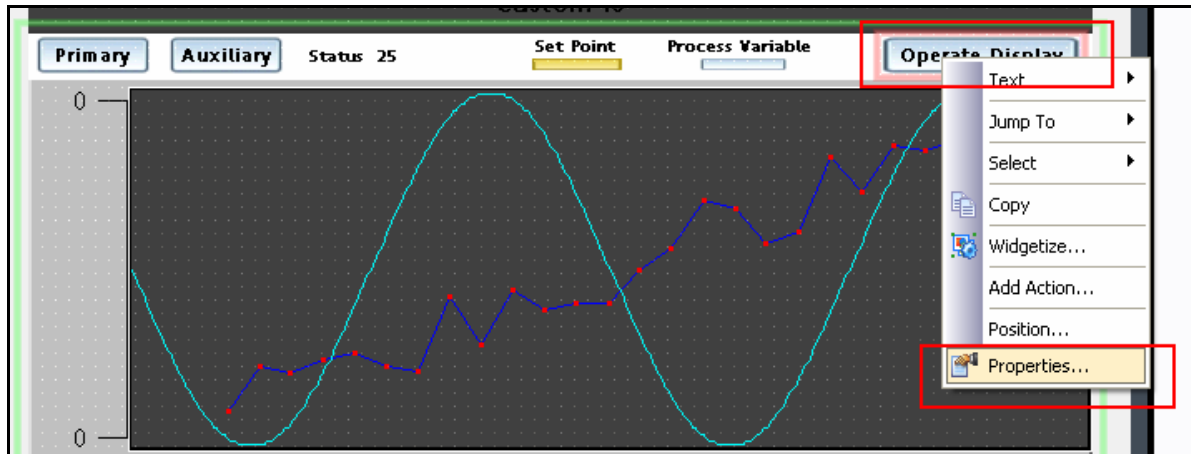 Primary
Auxiliary
Status 25
Set Point
Process Variable
Operate Display
0
0
Text
Jump To
Select
Copy
Widgetize...
Add Action...
Position...
Properties...